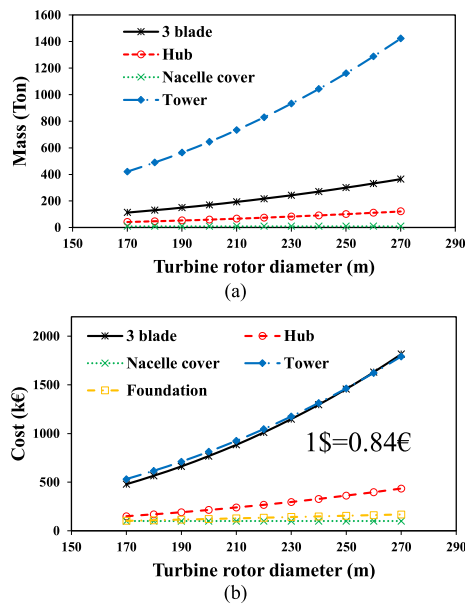 1600
1400
1200
1000
800
600
400
200
0
Mass (Ton)
3 blade
Hub
Nacelle cover
Tower
150 170 190 210 230 250 270 290
Turbine rotor diameter (m)
(a)
2000
1500
1000
500
0
Cost (k€)
3 blade Hub
Nacelle cover Tower
Foundation
1$=0.84€
150 170 190 210 230 250 270 290
Turbine rotor diameter (m)
(b)